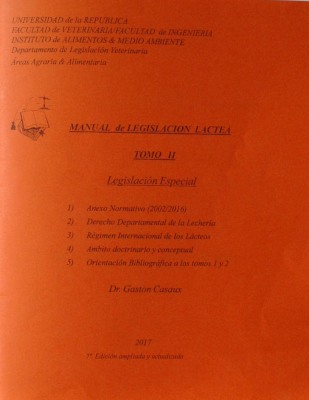 UNIVERSIDAD de la REPUBLICA
FACULTAD de VETERINARIA/FACULTAD de INGENIERIA
INSTITUTO de ALIMENTOS & MEDIO AMBIENTE
Departamento de Legislación Veterinaria
Áreas Agraria & Alimentaria
MANUAL de LEGISLACION LACTEA
TOMO II
Legislación Especial
1) Anexo Normativo (2002/2016)
2) Derecho Departamental de la Lechería
3) Régimen Internacional de los Lácteos
4) Ambito doctrinario y conceptual
5) Orientación Bibliográfica a los tomos 1 y 2
Dr. Gaston Casaux
2017
7ª Edición ampliada y actualizada